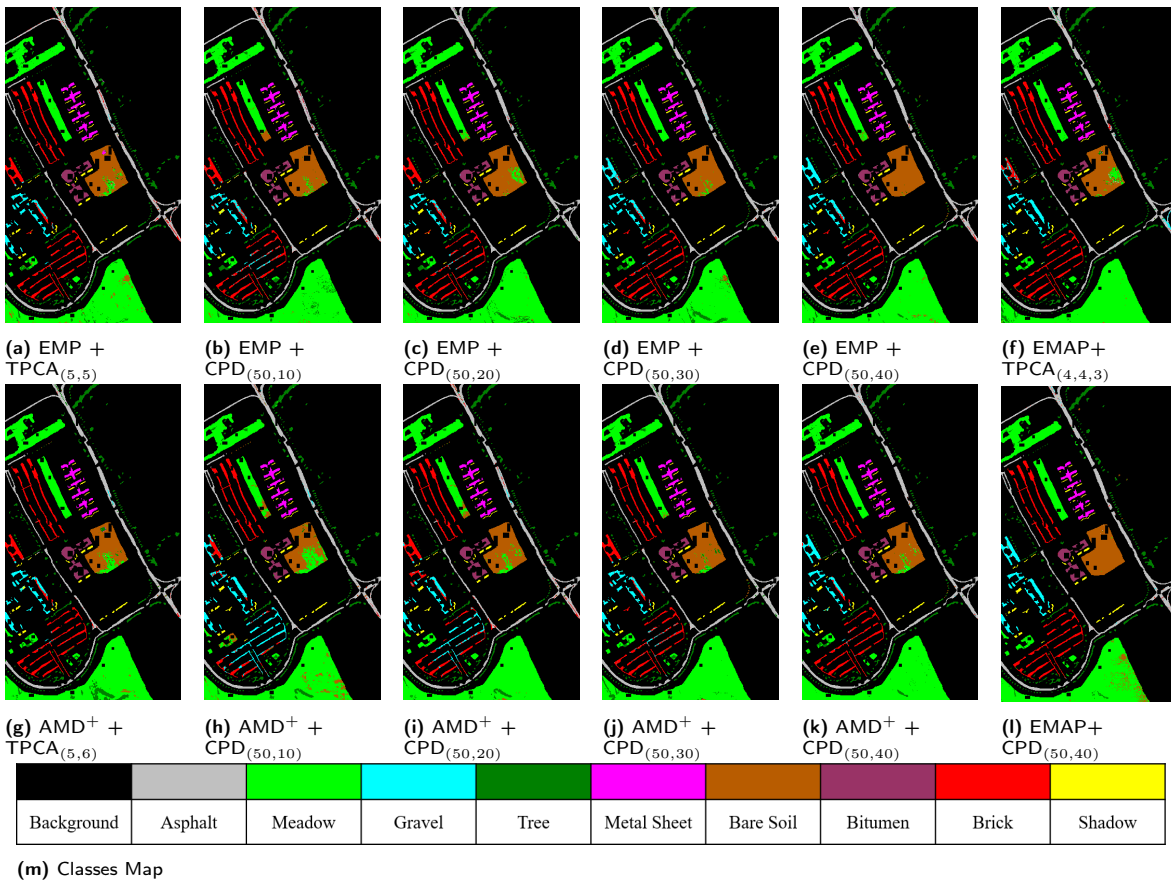 (a) EMP +
TPCA(5,5)
(b) EMP +
CPD(50,10)
(c) EMP +
CPD(50,20)
(d) EMP +
CPD(50,30)
(e) EMP +
CPD(50,40)
(f) EMAP+
TPCA(4,4,3)
(g) AMD+ +
TPCA(5,6)
(h) AMD+ +
CPD(50,10)
(i) AMD+ +
CPD(50,20)
(j) AMD+ +
CPD(50,30)
(k) AMD+ +
CPD(50,40)
(l) EMAP+
CPD(50,40)
Background Asphalt Meadow Gravel Tree Metal Sheet Bare Soil Bitumen Brick Shadow
(m) Classes Map